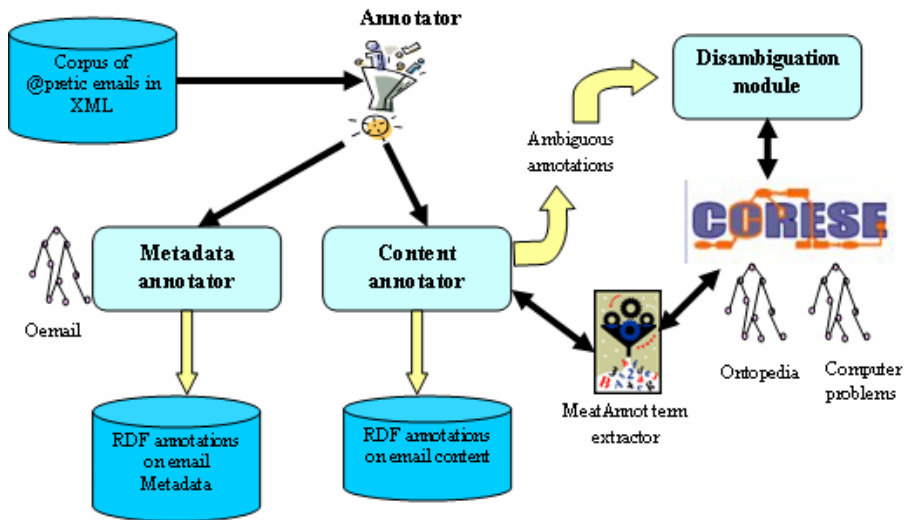 Annotator
Corpus of
@pretic emails in
XML
Disambiguation
module
Ambiguous
annotations
CORESE
Metadada
annotator
Content
annotator
Oemail
Ontopedia
Computer
problems
MeatAnnot term
extractor
RDF annotations
on email
Metadata
RDF annotations
on email content